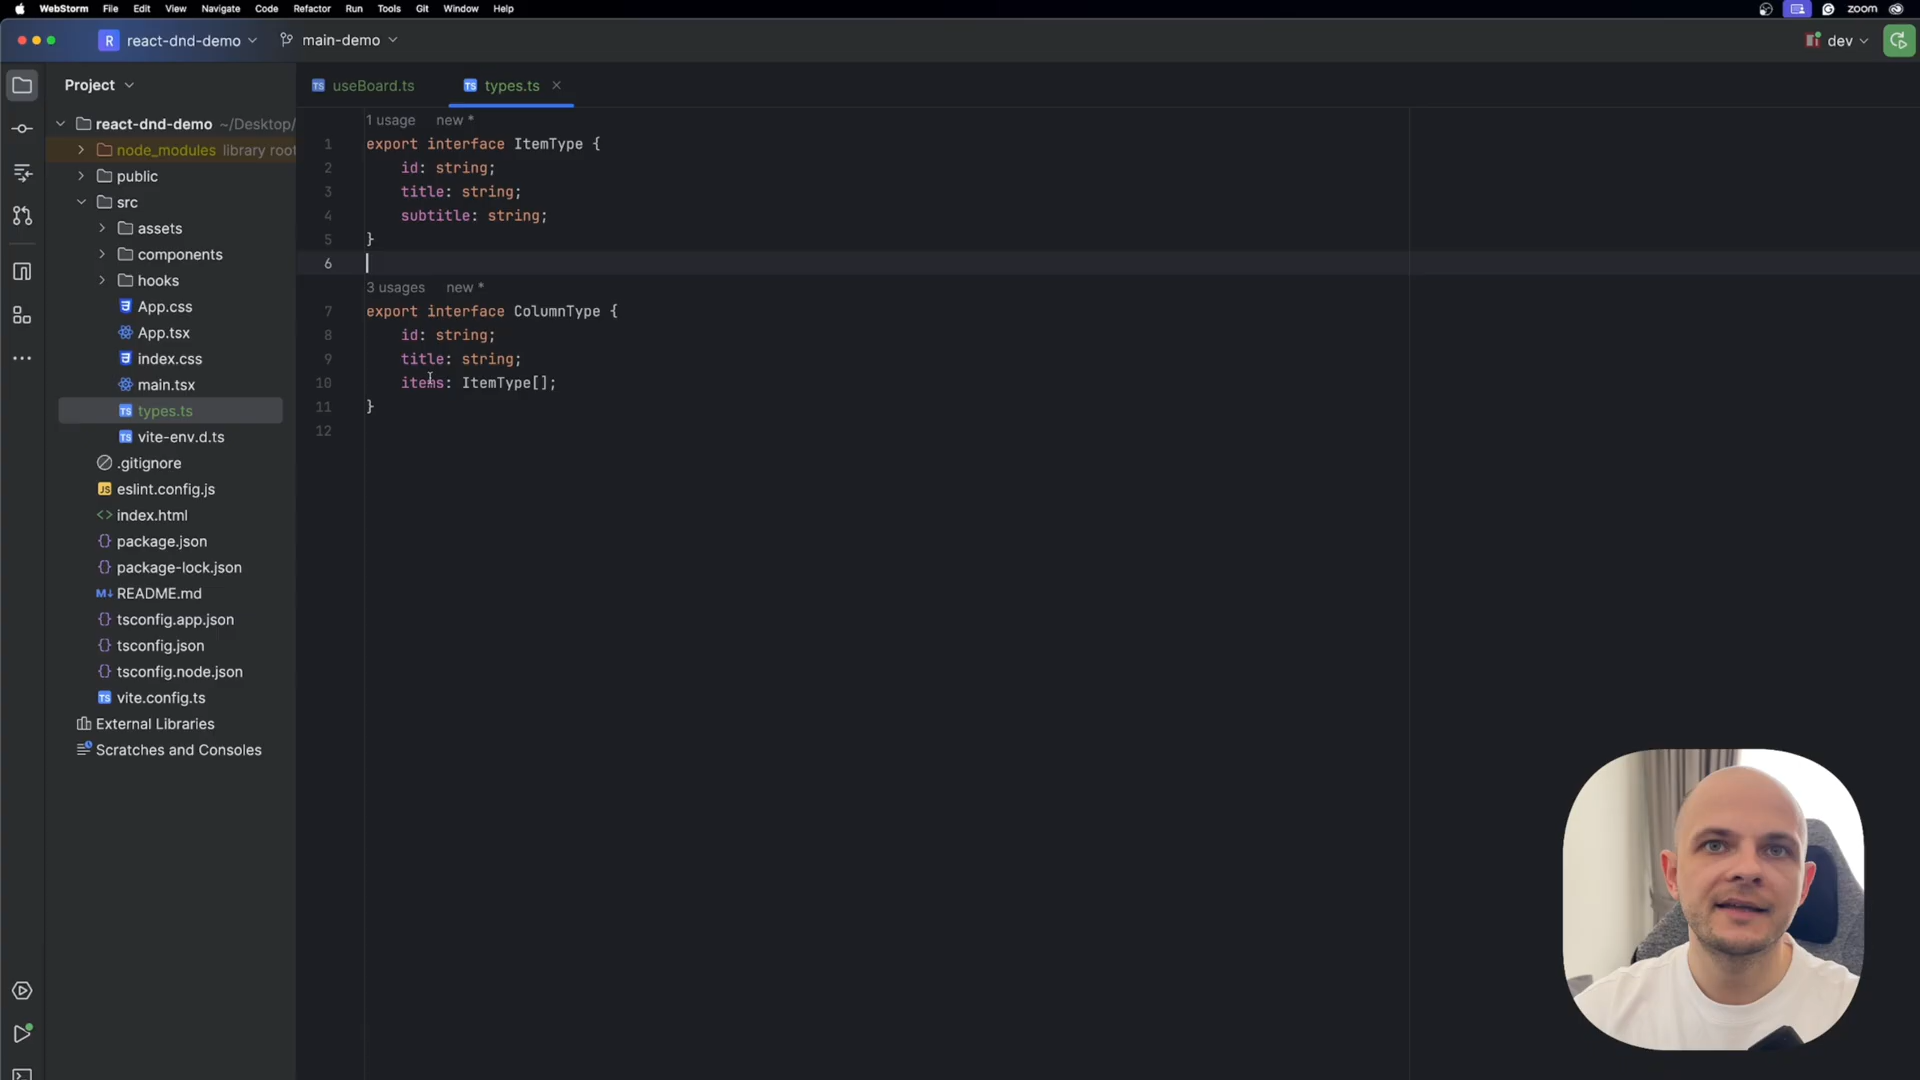 WebStorm File Edit View Navigate Code Refactor Run Tools Git Window Help zoom
R react-dnd-demo main-demo dev
Project
useBoard.ts
types.ts
react-dnd-demo ~/Desktop/
node_modules library root
public
src
assets
components
hooks
App.css
App.tsx
index.css
main.tsx
types.ts
vite-env.d.ts
.gitignore
eslint.config.js
index.html
package.json
package-lock.json
README.md
tsconfig.app.json
tsconfig.json
tsconfig.node.json
vite.config.ts
External Libraries
Scratches and Consoles
1 usage new *
1 export interface ItemType {
2 id: string;
3 title: string;
4 subtitle: string;
5 }
6
3 usages new *
7 export interface ColumnType {
8 id: string;
9 title: string;
10 items: ItemType[];
11 }
12